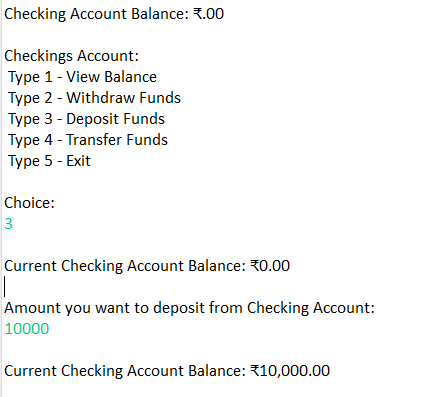 Checking Account Balance: ₹.00
Checkings Account:
Type 1 - View Balance
Type 2 - Withdraw Funds
Type 3 - Deposit Funds
Type 4 - Transfer Funds
Type 5 - Exit
Choice:
3
Current Checking Account Balance: ₹0.00
Amount you want to deposit from Checking Account:
10000
Current Checking Account Balance: ₹10,000.00